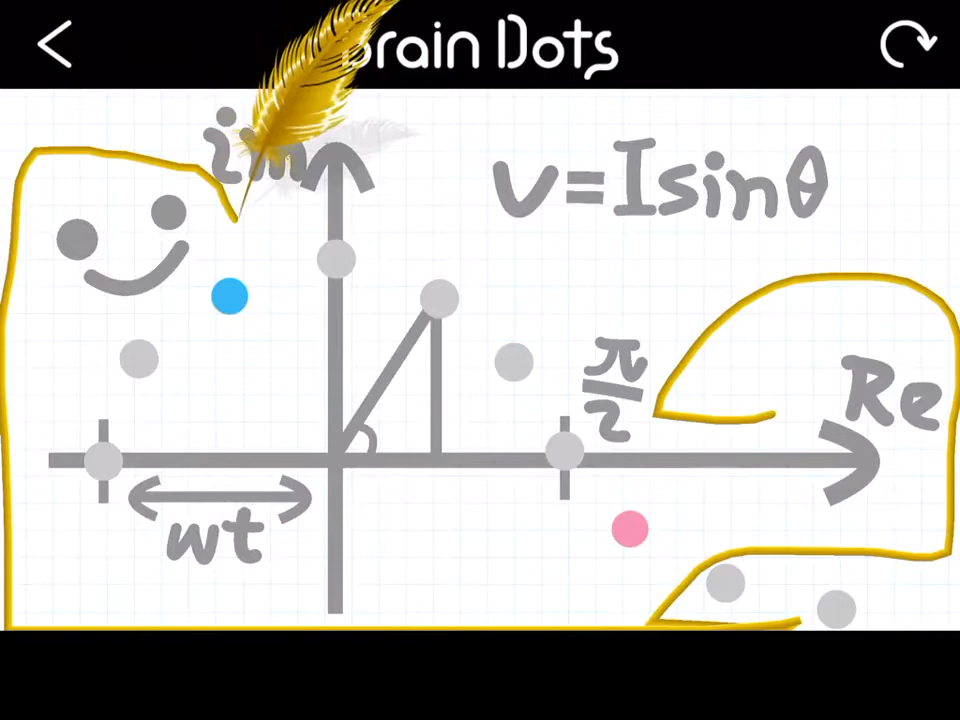 Brain Dots
im
v=Isinθ
π/2
Re
wt